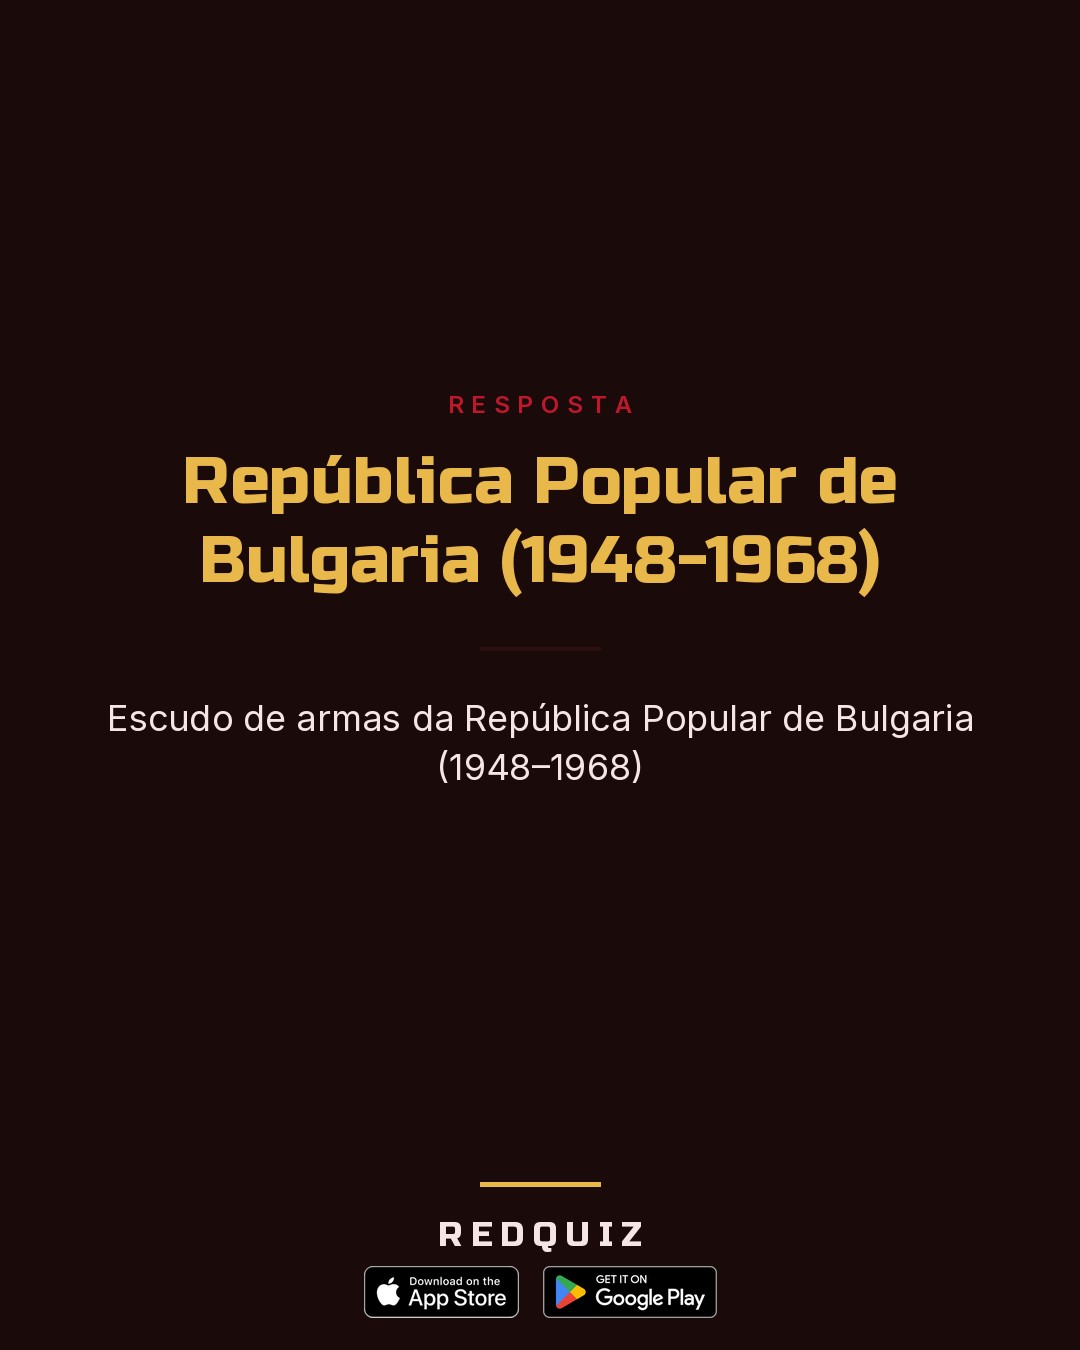 RESPOSTA
República Popular de
Bulgaria (1948-1968)
Escudo de armas da República Popular de Bulgaria
(1948–1968)
REDQUIZ
Download on the
App Store
GET IT ON
Google Play